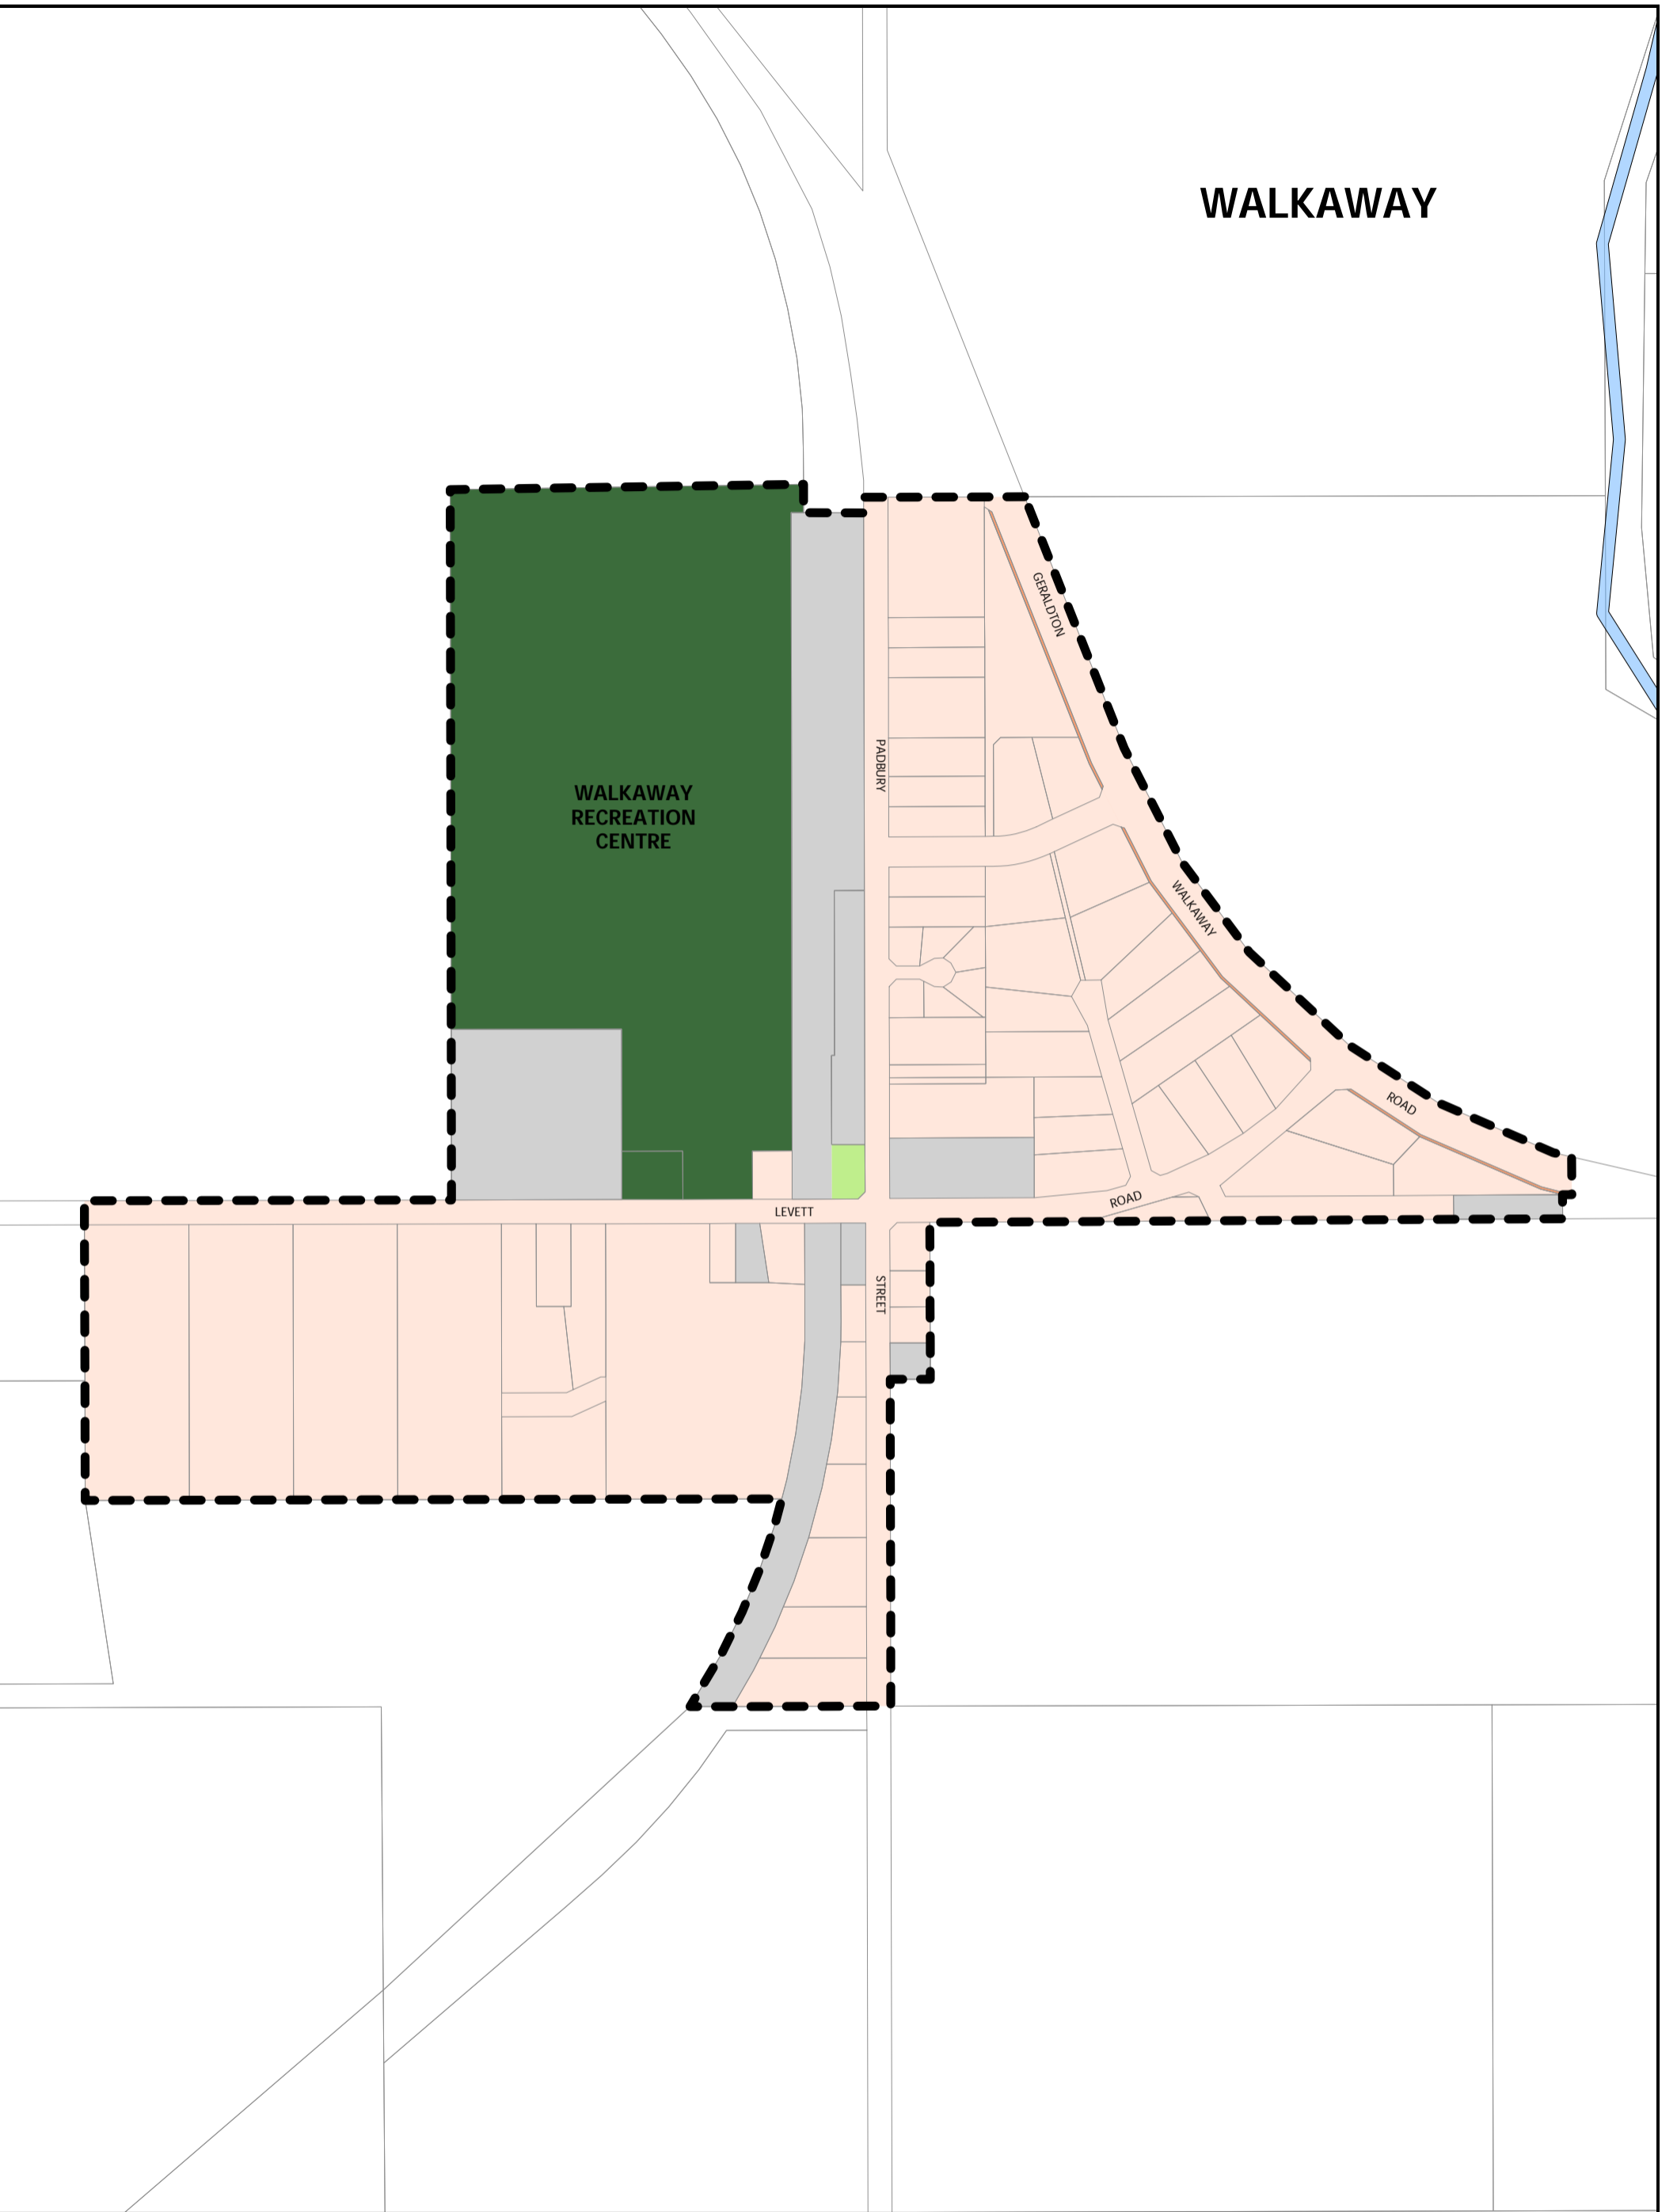 WALKAWAY
GERALDTON
PADBURY
WALKAWAY
RECREATION
CENTRE
WALKAWAY
ROAD
ROAD
LEVETT
STREET